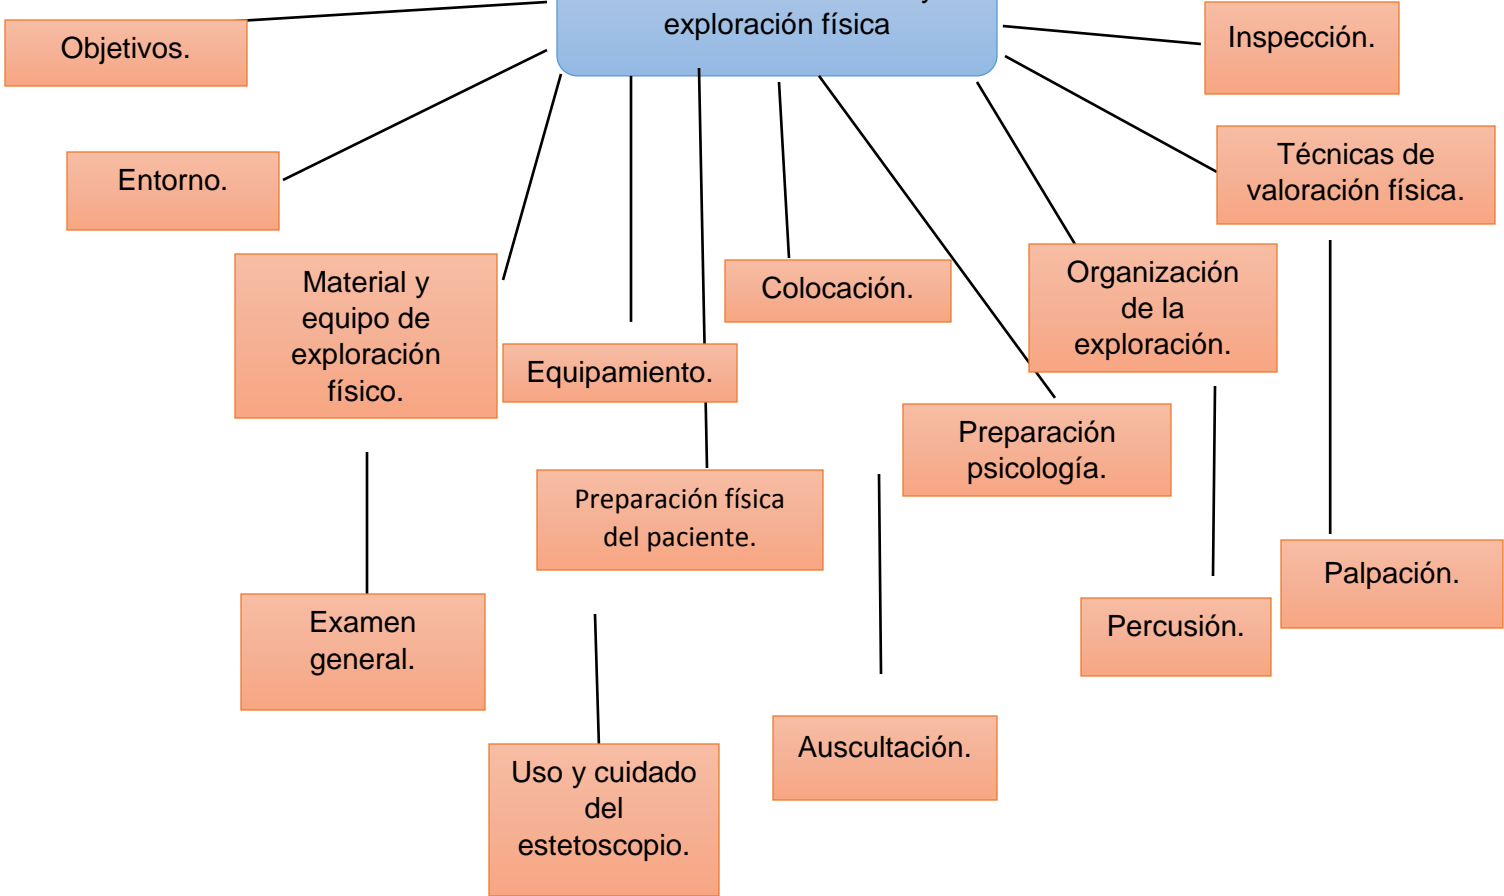 exploración física
Objetivos.
Inspección.
Entorno.
Técnicas de
valoración física.
Material y
equipo de
exploración
físico.
Colocación.
Organización
de la
exploración.
Equipamiento.
Preparación
psicología.
Preparación física
del paciente.
Palpación.
Examen
general.
Percusión.
Auscultación.
Uso y cuidado
del
estetoscopio.